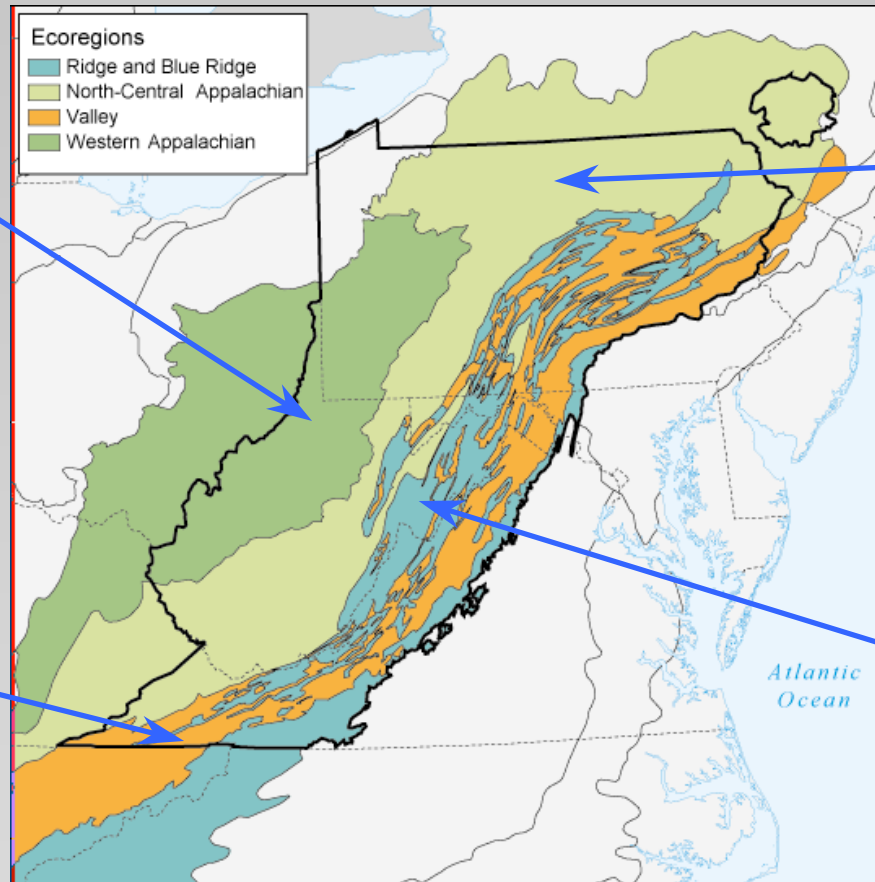 Ecoregions
Ridge and Blue Ridge
North-Central Appalachian
Valley
Western Appalachian
Atlantic
Ocean